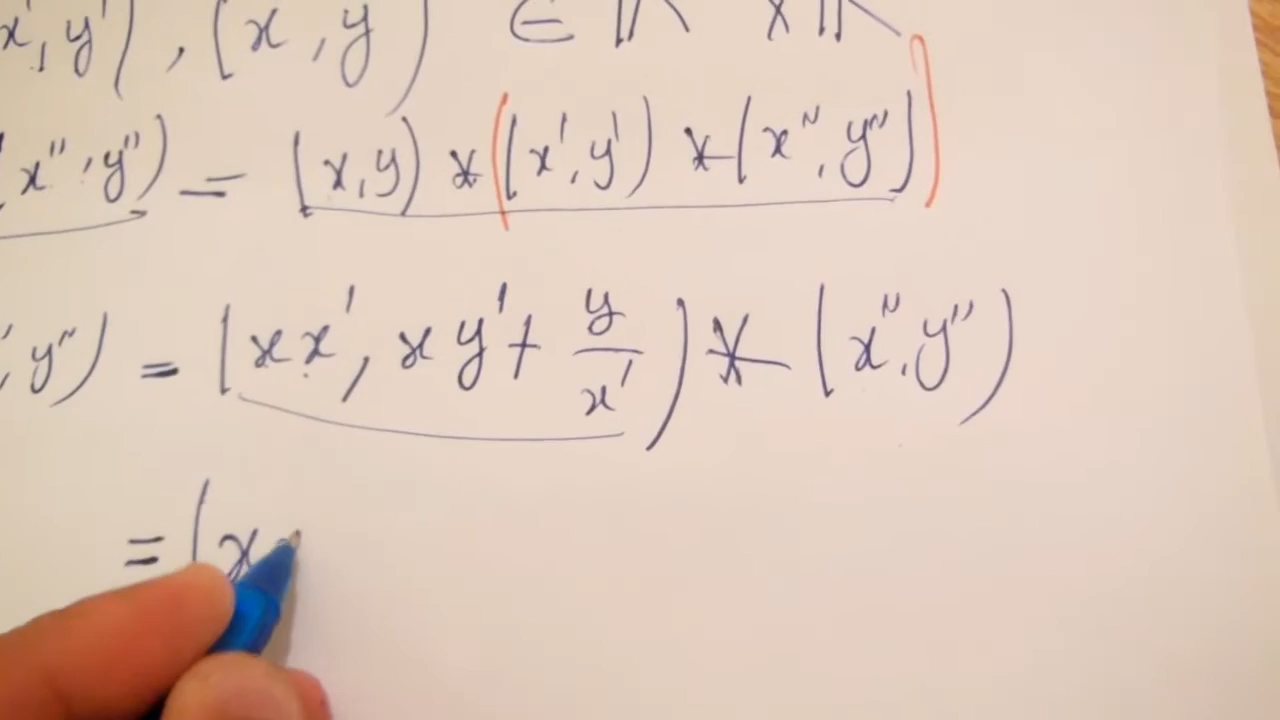 x', y'), (x, y) ∈ ℝ* × ℝ
(x'', y'') = (x, y) * ((x', y') * (x'', y''))
', y'') = (xx', xy' + y/x') * (x'', y'')
= (x